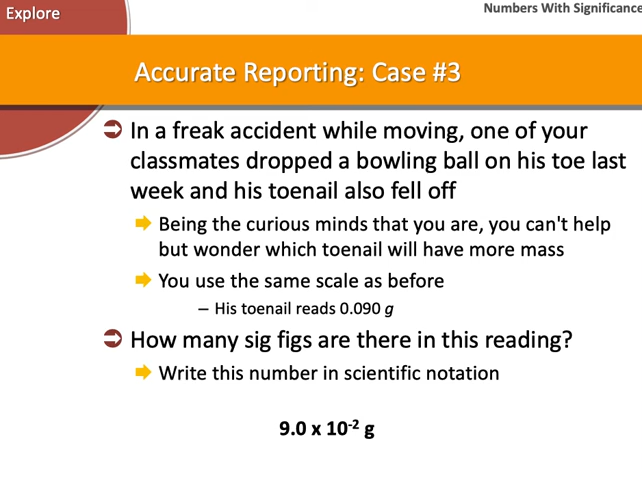 Explore
Numbers With Significance
Accurate Reporting: Case #3
In a freak accident while moving, one of your
classmates dropped a bowling ball on his toe last
week and his toenail also fell off
Being the curious minds that you are, you can't help
but wonder which toenail will have more mass
You use the same scale as before
– His toenail reads 0.090 g
How many sig figs are there in this reading?
Write this number in scientific notation
9.0 x 10⁻² g